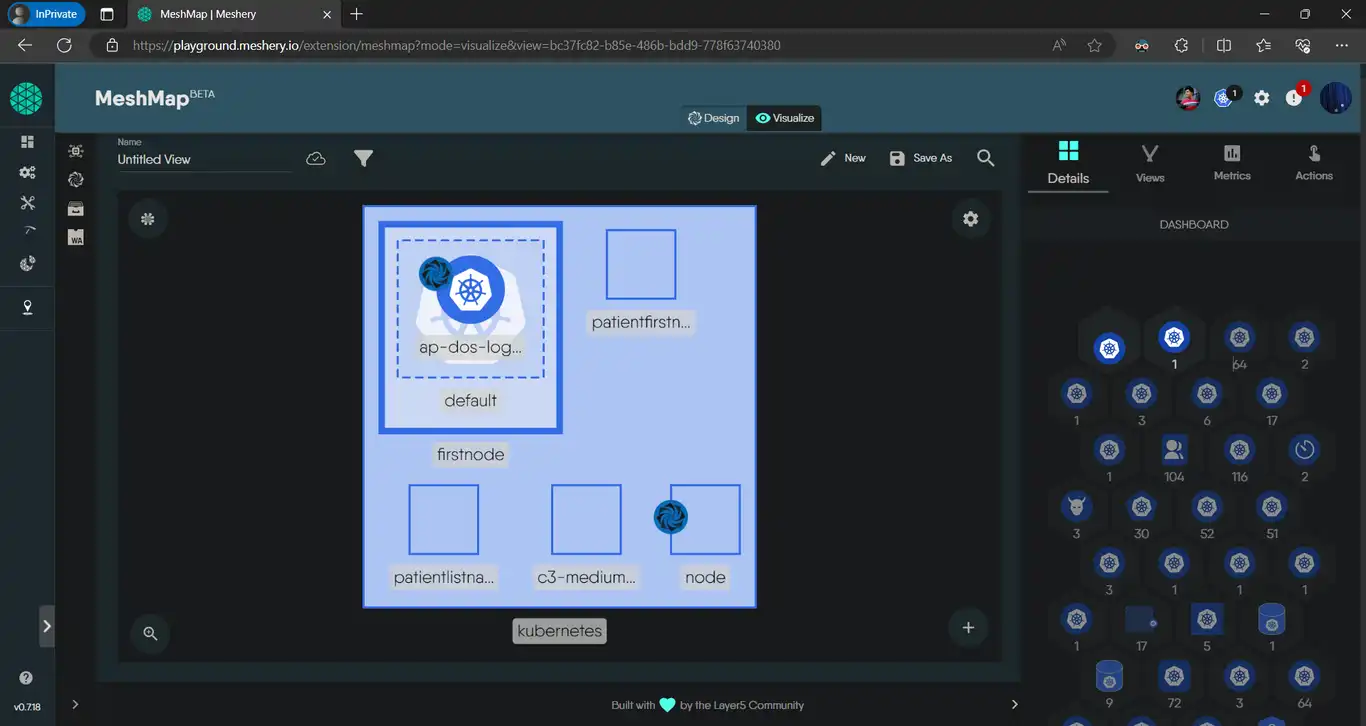 InPrivate
MeshMap | Meshery
https://playground.meshery.io/extension/meshmap?mode=visualize&view=bc37fc82-b85e-486b-bdd9-778f63740380
MeshMap BETA
1
1
Design
Visualize
Name
Untitled View
New
Save As
Details
Views
Metrics
Actions
DASHBOARD
WA
ap-dos-log...
default
firstnode
patientfirstn...
patientlistna...
c3-medium...
node
kubernetes
1 64 2
1 3 6 17
1 104 116 2
3 30 52 51
3 1 1 1
1 17 5 1
9 72 3 64
v0.7.18
Built with by the Layer5 Community